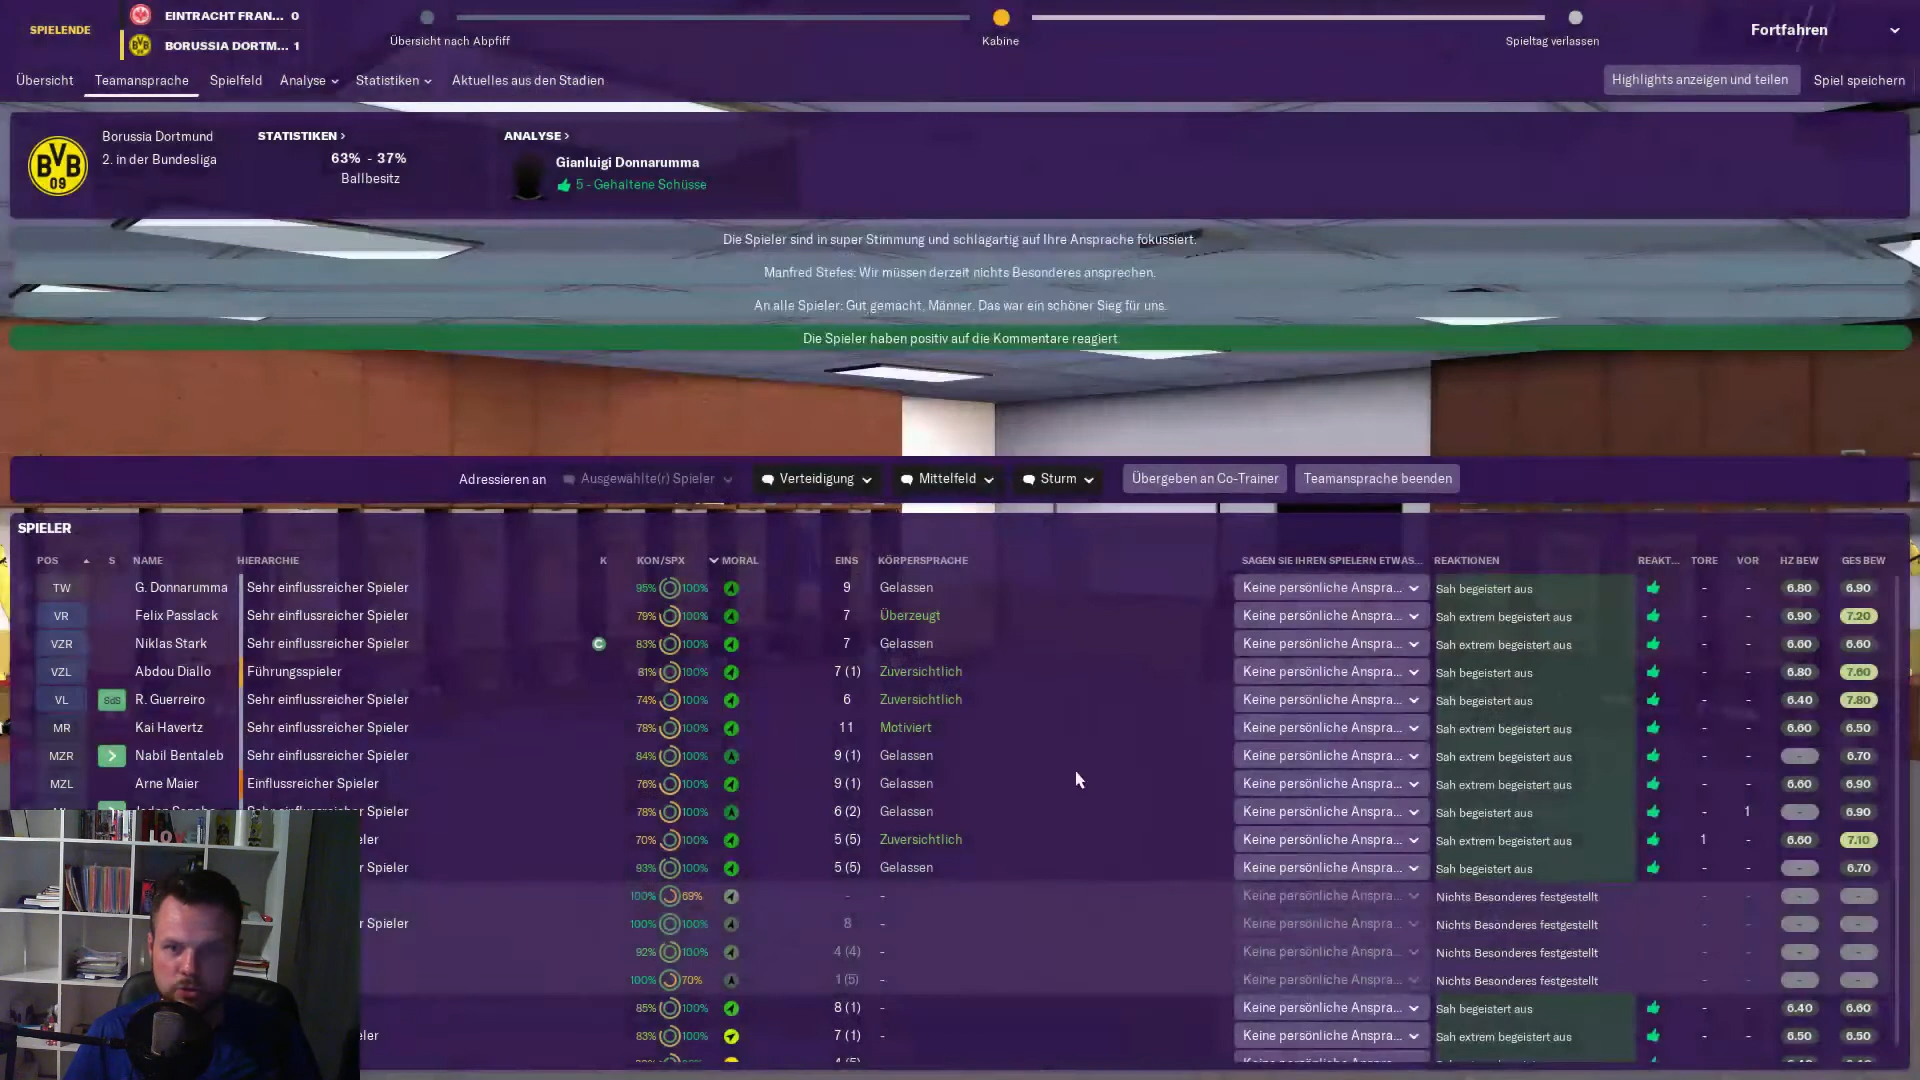 SPIELENDE
EINTRACHT FRAN... 0
BORUSSIA DORTM... 1
Übersicht nach Abpfiff
Kabine
Spieltag verlassen
Fortfahren
Übersicht Teamansprache Spielfeld Analyse Statistiken Aktuelles aus den Stadien
Highlights anzeigen und teilen
Spiel speichern
BVB 09
Borussia Dortmund
2. in der Bundesliga
STATISTIKEN >
63% - 37%
Ballbesitz
ANALYSE >
Gianluigi Donnarumma
5 - Gehaltene Schüsse
Die Spieler sind in super Stimmung und schlagartig auf Ihre Ansprache fokussiert.
Manfred Stefes: Wir müssen derzeit nichts Besonderes ansprechen.
An alle Spieler: Gut gemacht, Männer. Das war ein schöner Sieg für uns.
Die Spieler haben positiv auf die Kommentare reagiert
Adressieren an Ausgewählte(r) Spieler Verteidigung Mittelfeld Sturm Übergeben an Co-Trainer Teamansprache beenden
SPIELER
POS S NAME HIERARCHIE K KON/SPX MORAL EINS KÖRPERSPRACHE SAGEN SIE IHREN SPIELERN ETWAS... REAKTIONEN REAKT... TORE VOR HZ BEW GES BEW
TW G. Donnarumma Sehr einflussreicher Spieler 95% 100% 9 Gelassen Keine persönliche Anspra... Sah begeistert aus - - 6.80 6.90
VR Felix Passlack Sehr einflussreicher Spieler 79% 100% 7 Überzeugt Keine persönliche Anspra... Sah extrem begeistert aus - - 6.90 7.20
VZR Niklas Stark Sehr einflussreicher Spieler C 83% 100% 7 Gelassen Keine persönliche Anspra... Sah extrem begeistert aus - - 6.60 6.60
VZL Abdou Diallo Führungsspieler 81% 100% 7 (1) Zuversichtlich Keine persönliche Anspra... Sah begeistert aus - - 6.80 7.60
VL SdS R. Guerreiro Sehr einflussreicher Spieler 74% 100% 6 Zuversichtlich Keine persönliche Anspra... Sah begeistert aus - - 6.40 7.80
MR Kai Havertz Sehr einflussreicher Spieler 78% 100% 11 Motiviert Keine persönliche Anspra... Sah extrem begeistert aus - - 6.60 6.50
MZR Nabil Bentaleb Sehr einflussreicher Spieler 84% 100% 9 (1) Gelassen Keine persönliche Anspra... Sah extrem begeistert aus - - - 6.70
MZL Arne Maier Einflussreicher Spieler 76% 100% 9 (1) Gelassen Keine persönliche Anspra... Sah extrem begeistert aus - - 6.60 6.90
78% 100% 6 (2) Gelassen Keine persönliche Anspra... Sah begeistert aus - 1 - 6.90
eler 70% 100% 5 (5) Zuversichtlich Keine persönliche Anspra... Sah extrem begeistert aus 1 - 6.60 7.10
r Spieler 93% 100% 5 (5) Gelassen Keine persönliche Anspra... Sah begeistert aus - - - 6.70
100% 69% - - Keine persönliche Anspra... Nichts Besonderes festgestellt - - - -
r Spieler 100% 100% 8 - Keine persönliche Anspra... Nichts Besonderes festgestellt - - - -
92% 100% 4 (4) - Keine persönliche Anspra... Nichts Besonderes festgestellt - - - -
100% 70% 1 (5) - Keine persönliche Anspra... Nichts Besonderes festgestellt - - - -
85% 100% 8 (1) - Keine persönliche Anspra... Sah begeistert aus - - 6.40 6.60
eler 83% 100% 7 (1) - Keine persönliche Anspra... Sah extrem begeistert aus - - 6.50 6.50